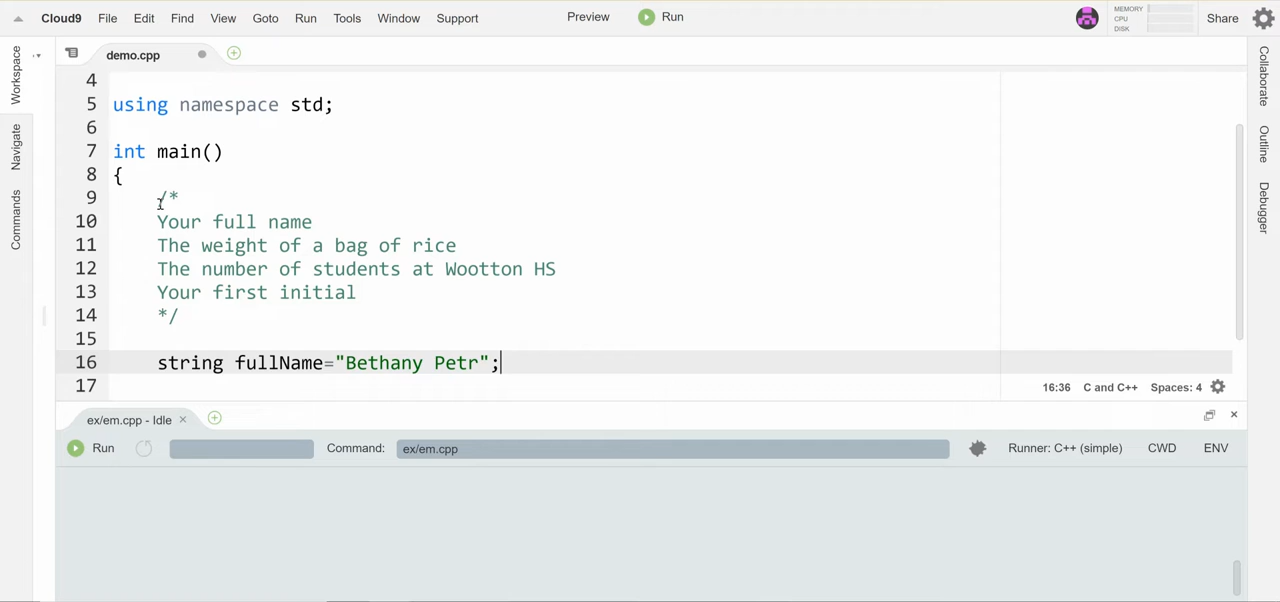 Cloud9 File Edit Find View Goto Run Tools Window Support Preview Run MEMORY CPU DISK Share
Workspace
Navigate
Commands
demo.cpp
4
5 using namespace std;
6
7 int main()
8 {
9 /*
10 Your full name
11 The weight of a bag of rice
12 The number of students at Wootton HS
13 Your first initial
14 */
15
16 string fullName="Bethany Petr";
17
16:36 C and C++ Spaces: 4
Collaborate
Outline
Debugger
ex/em.cpp - Idle
Run Command: ex/em.cpp Runner: C++ (simple) CWD ENV